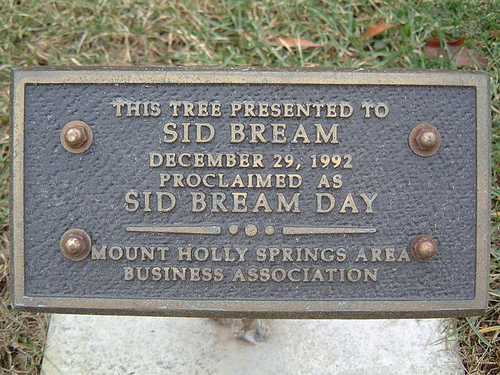 THIS TREE PRESENTED TO
SID BREAM
DECEMBER 29, 1992
PROCLAIMED AS
SID BREAM DAY
MOUNT HOLLY SPRINGS AREA
BUSINESS ASSOCIATION